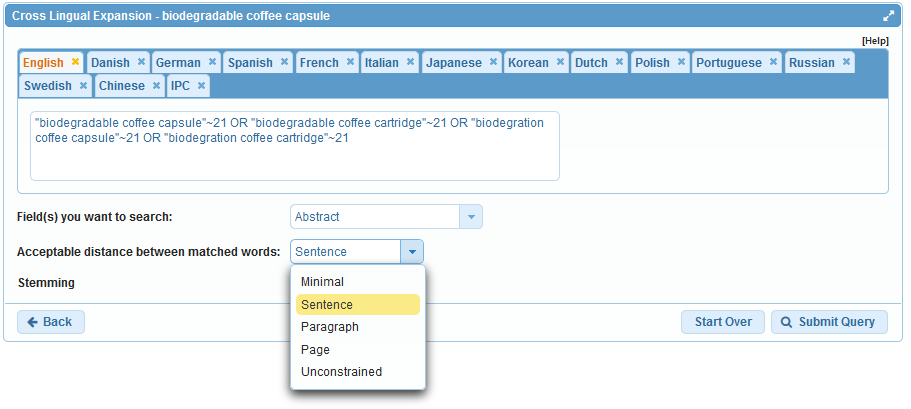 Cross Lingual Expansion - biodegradable coffee capsule
[Help]
English Danish German Spanish French Italian Japanese Korean Dutch Polish Portuguese Russian
Swedish Chinese IPC
"biodegradable coffee capsule"~21 OR "biodegradable coffee cartridge"~21 OR "biodegration
coffee capsule"~21 OR "biodegration coffee cartridge"~21
Field(s) you want to search: Abstract
Acceptable distance between matched words: Sentence
Stemming
Minimal
Sentence
Paragraph
Page
Unconstrained
Back Start Over Submit Query